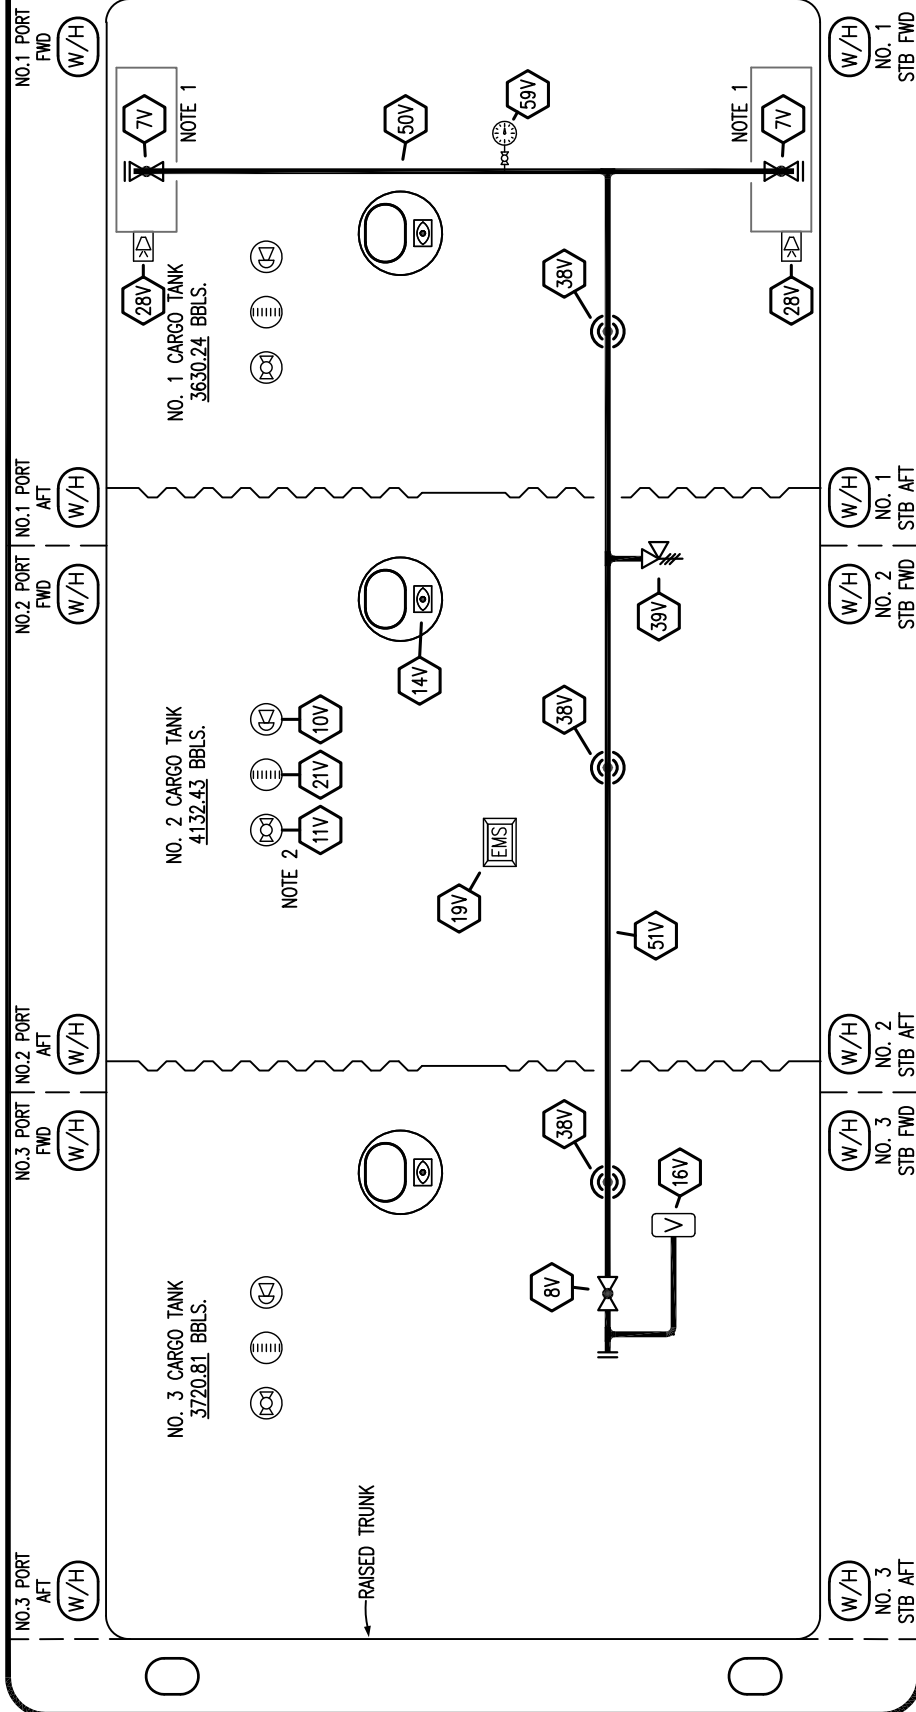 NO.3 PORT
AFT
W/H
NO.3 PORT
FWD
W/H
NO.2 PORT
AFT
W/H
NO.2 PORT
FWD
W/H
NO.1 PORT
AFT
W/H
NO.1 PORT
FWD
W/H
NO. 3 CARGO TANK
3720.81 BBLS.
NO. 2 CARGO TANK
4132.43 BBLS.
NO. 1 CARGO TANK
3630.24 BBLS.
28V
7V
NOTE 1
NOTE 2
11V
21V
10V
RAISED TRUNK
14V
50V
19V
EMS
59V
8V
38V
38V
38V
16V
V
51V
39V
28V
7V
NOTE 1
W/H
NO. 3
STB AFT
W/H
NO. 3
STB FWD
W/H
NO. 2
STB AFT
W/H
NO. 2
STB FWD
W/H
NO. 1
STB AFT
W/H
NO. 1
STB FWD